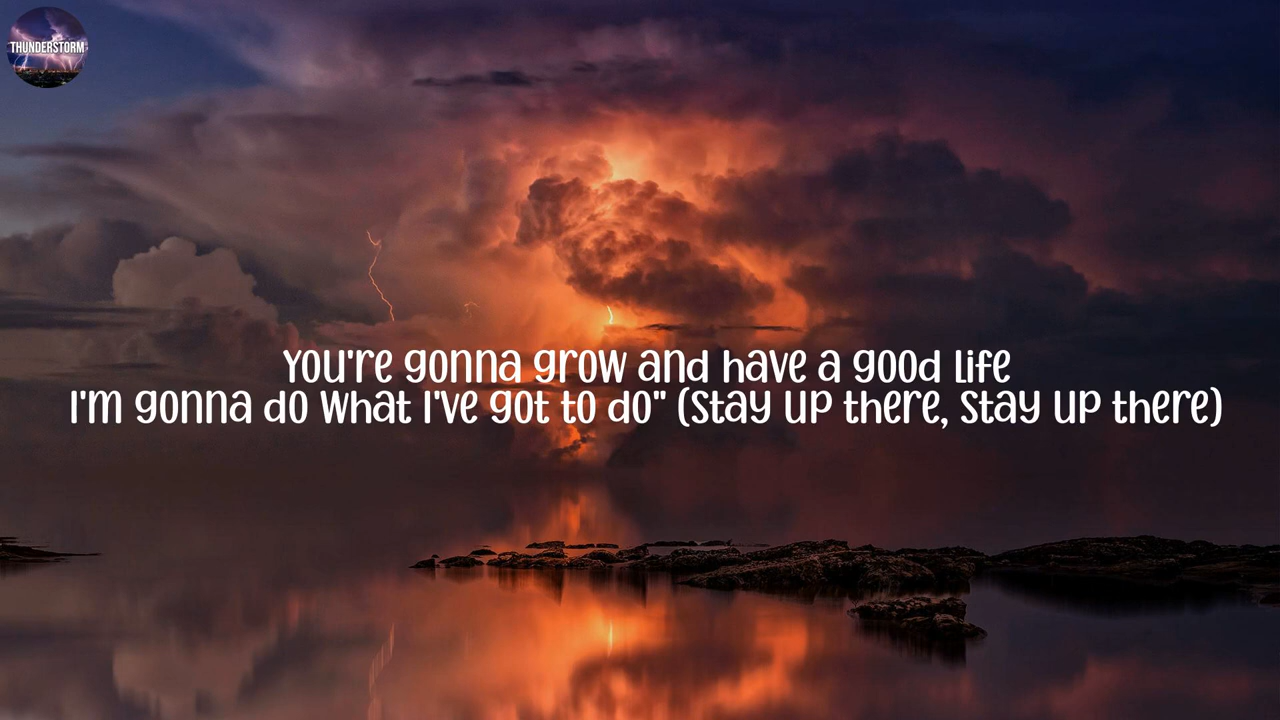 THUNDERSTORM
You're gonna grow and have a good life
I'm gonna do what I've got to do" (Stay up there, stay up there)